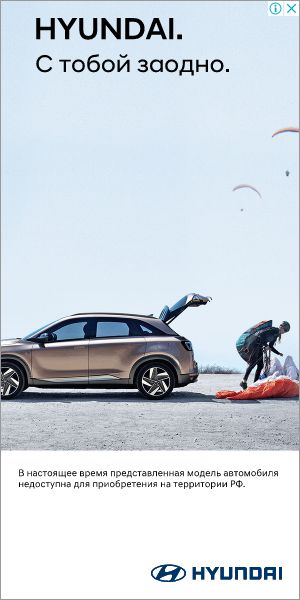 HYUNDAI.
С тобой заодно.
В настоящее время представленная модель автомобиля
недоступна для приобретения на территории РФ.
HYUNDAI